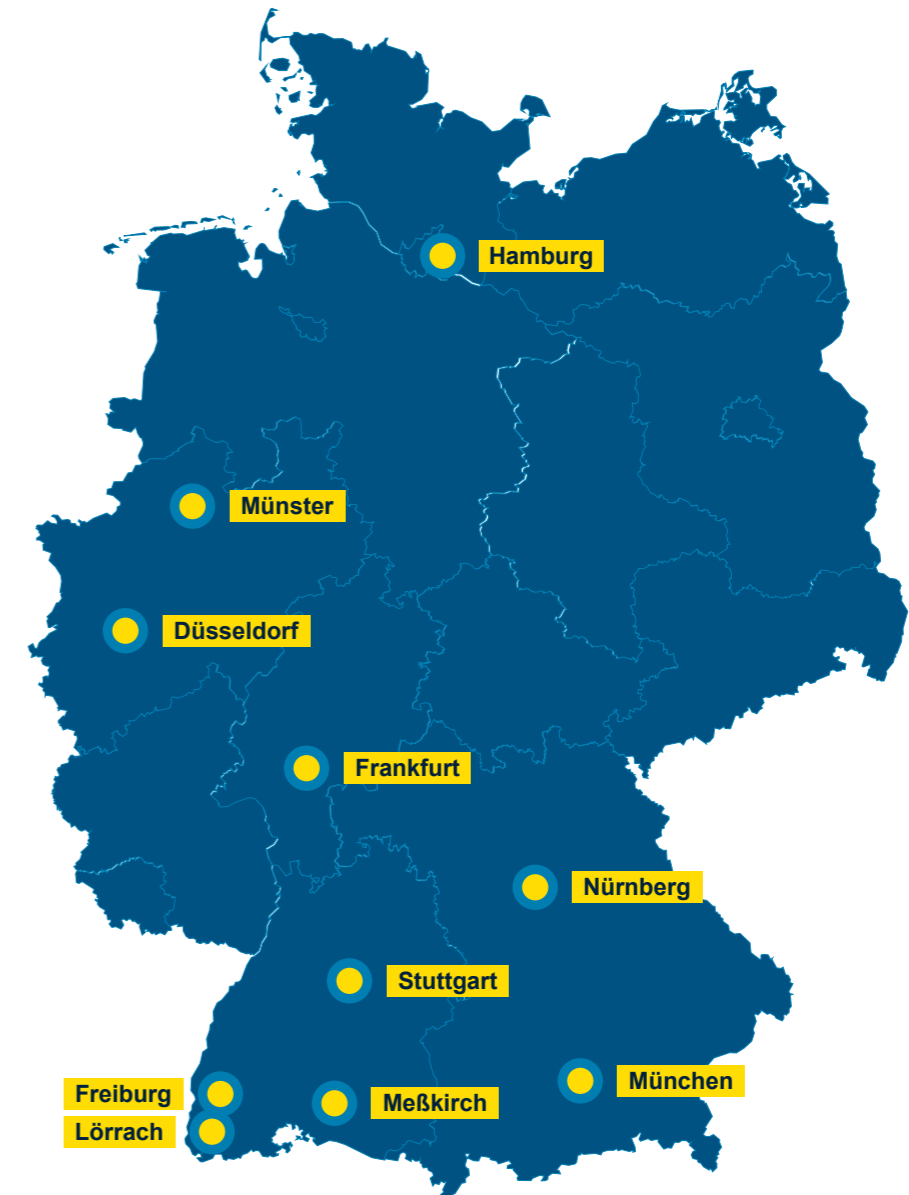 Hamburg
Münster
Düsseldorf
Frankfurt
Nürnberg
Stuttgart
München
Freiburg
Meßkirch
Lörrach